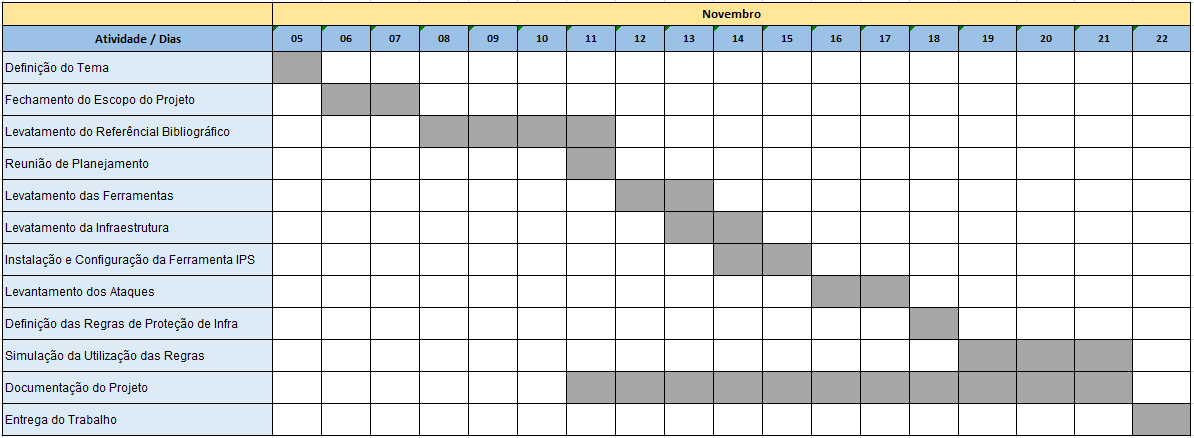 Novembro
Atividade / Dias 05 06 07 08 09 10 11 12 13 14 15 16 17 18 19 20 21 22
Definição do Tema
Fechamento do Escopo do Projeto
Levatamento do Referêncial Bibliográfico
Reunião de Planejamento
Levatamento das Ferramentas
Levatamento da Infraestrutura
Instalação e Configuração da Ferramenta IPS
Levantamento dos Ataques
Definição das Regras de Proteção de Infra
Simulação da Utilização das Regras
Documentação do Projeto
Entrega do Trabalho